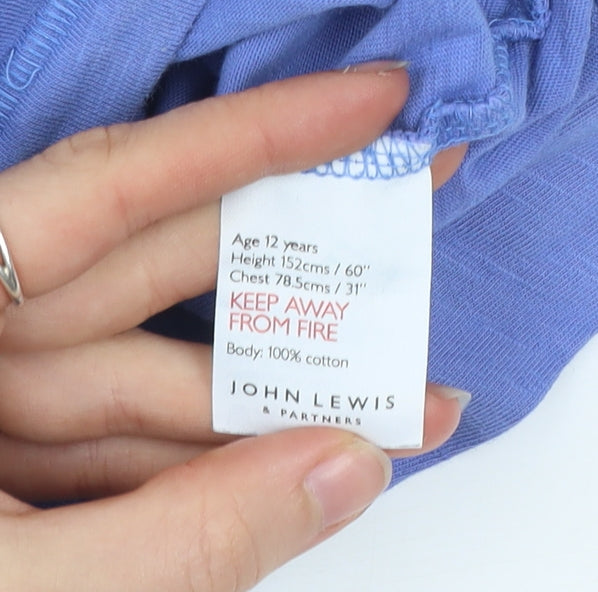 Age 12 years
Height 152cms / 60"
Chest 78.5cms / 31"
KEEP AWAY
FROM FIRE
Body: 100% cotton
JOHN LEWIS
& PARTNERS